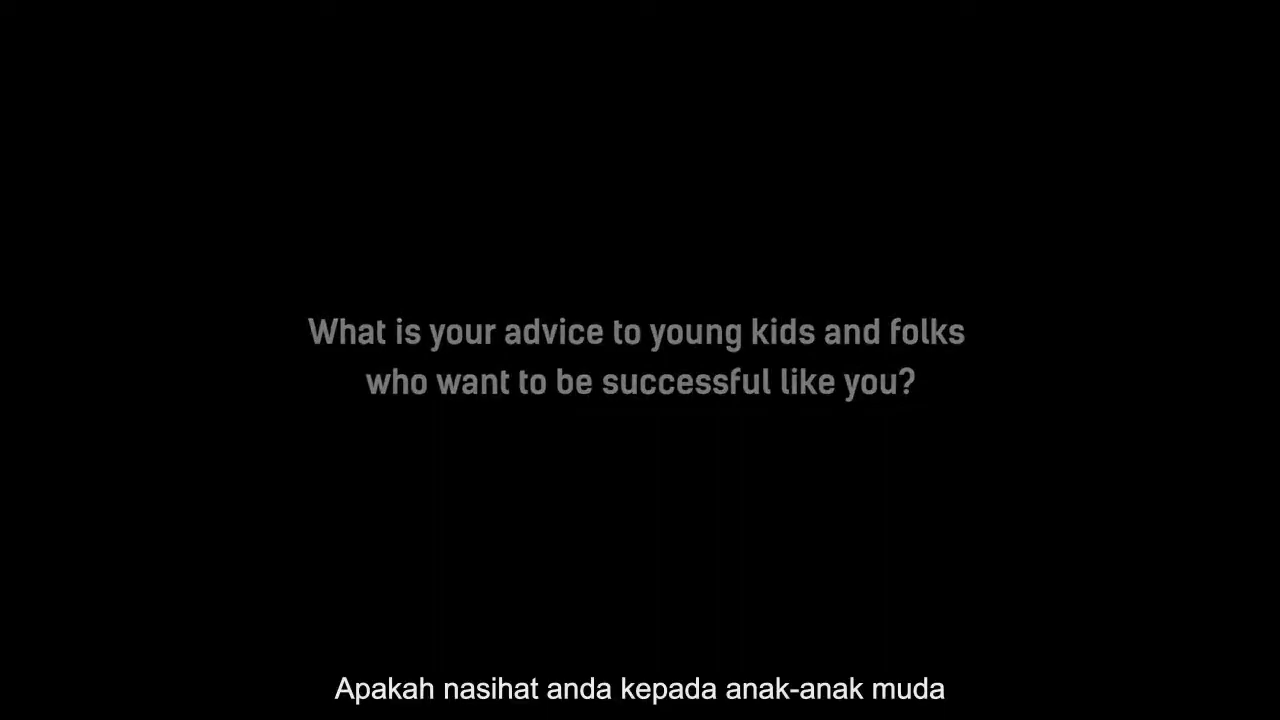 What is your advice to young kids and folks
who want to be successful like you?
Apakah nasihat anda kepada anak-anak muda